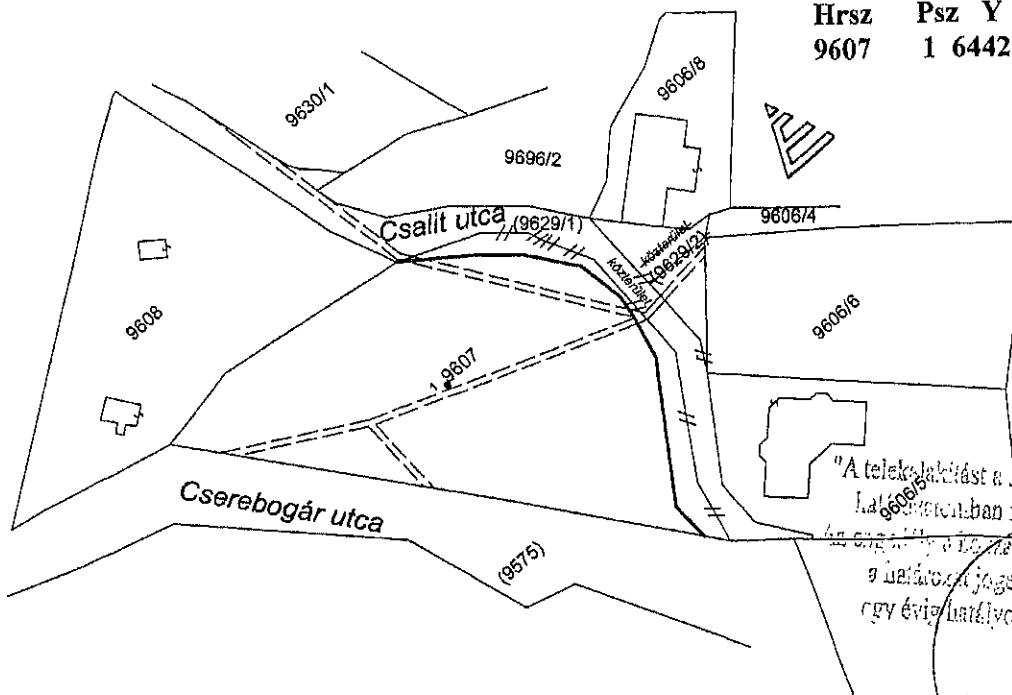 Hrsz Psz Y
9607 1 6442
9630/1
9606/8
9696/2
Csalit utca (9629/1)
9606/4
közterület
(9629/2)
közterület
9608
9606/6
1 9607
Cserebogár utca
(9575)
9606/5
"A telekalakítást a
a határozat
egy évig hatályo